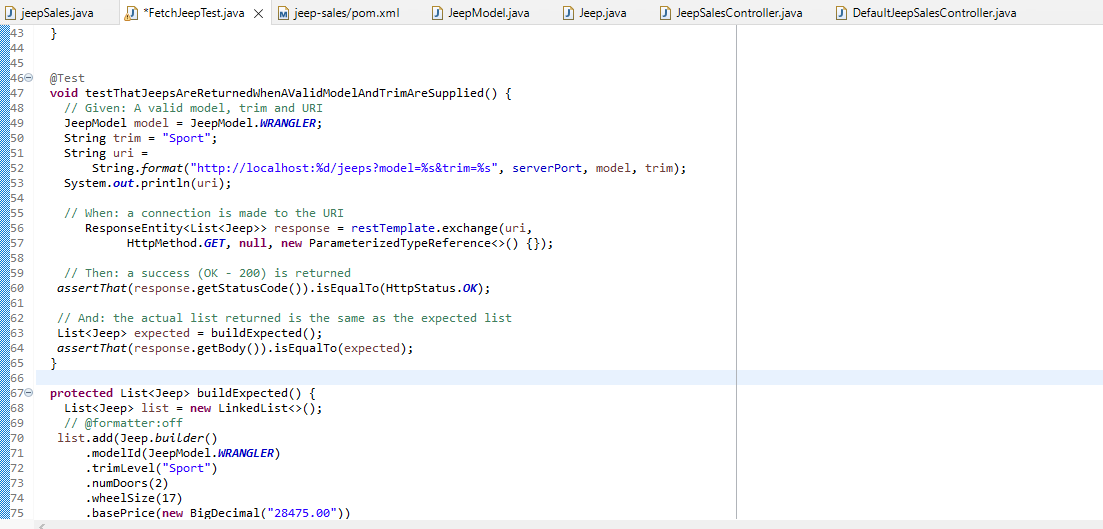 jeepSales.java
*FetchJeepTest.java
jeep-sales/pom.xml
JeepModel.java
Jeep.java
JeepSalesController.java
DefaultJeepSalesController.java
43 }
44
45
46 @Test
47 void testThatJeepsAreReturnedWhenAValidModelAndTrimAreSupplied() {
48 // Given: A valid model, trim and URI
49 JeepModel model = JeepModel.WRANGLER;
50 String trim = "Sport";
51 String uri =
52 String.format("http://localhost:%d/jeeps?model=%s&trim=%s", serverPort, model, trim);
53 System.out.println(uri);
54
55 // When: a connection is made to the URI
56 ResponseEntity<List<Jeep>> response = restTemplate.exchange(uri,
57 HttpMethod.GET, null, new ParameterizedTypeReference<>() {});
58
59 // Then: a success (OK - 200) is returned
60 assertThat(response.getStatusCode()).isEqualTo(HttpStatus.OK);
61
62 // And: the actual list returned is the same as the expected list
63 List<Jeep> expected = buildExpected();
64 assertThat(response.getBody()).isEqualTo(expected);
65 }
66
67 protected List<Jeep> buildExpected() {
68 List<Jeep> list = new LinkedList<>();
69 // @formatter:off
70 list.add(Jeep.builder()
71 .modelId(JeepModel.WRANGLER)
72 .trimLevel("Sport")
73 .numDoors(2)
74 .wheelSize(17)
75 .basePrice(new BigDecimal("28475.00"))